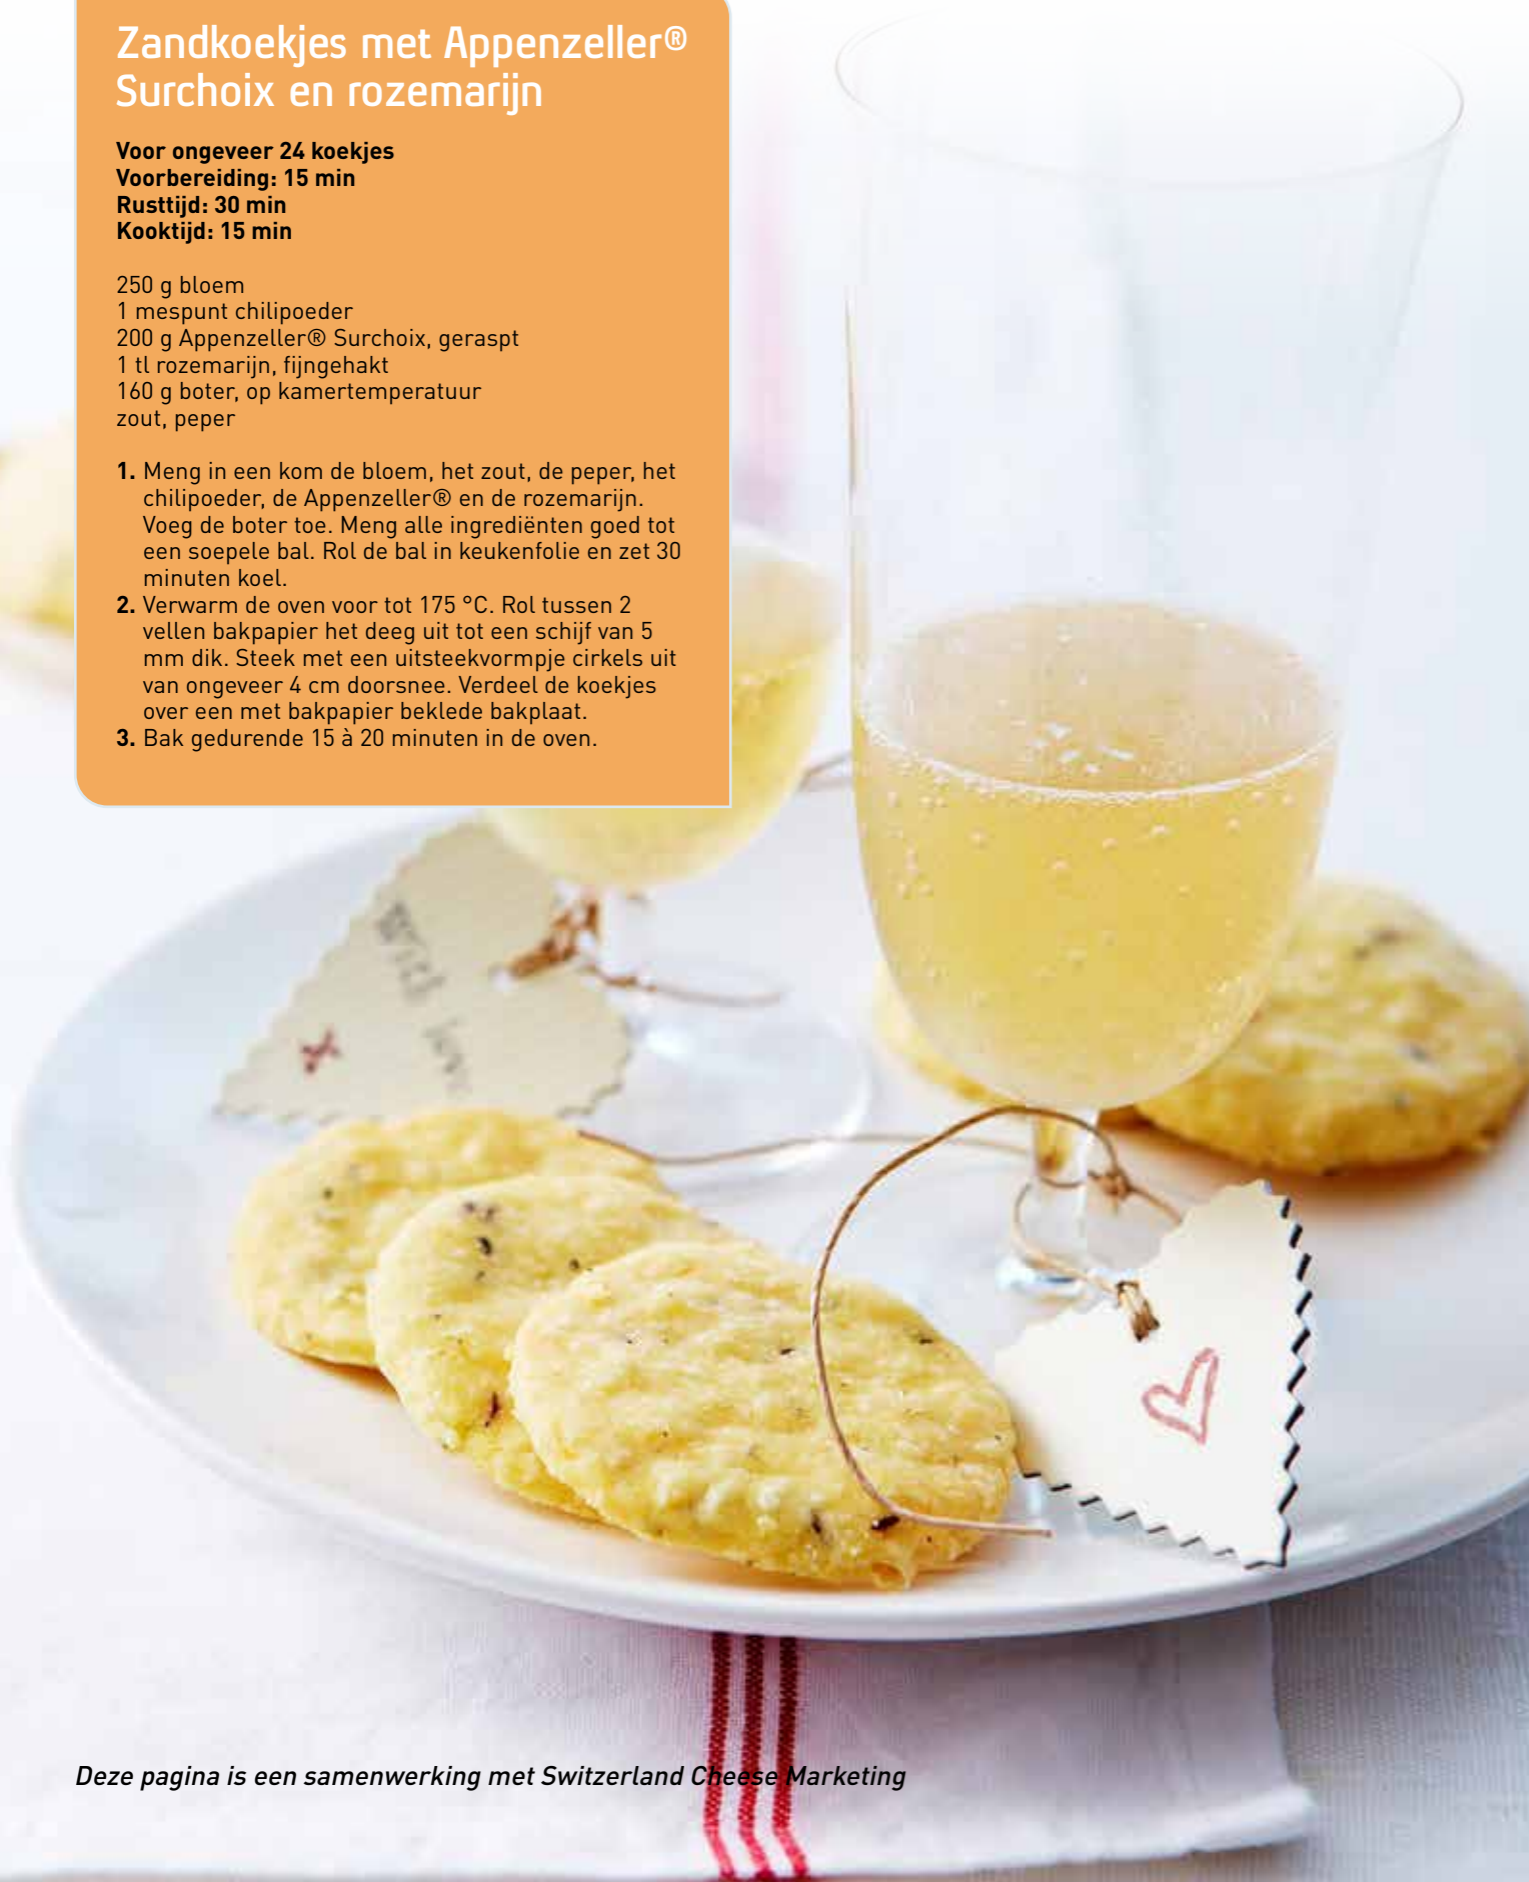 Zandkoekjes met Appenzeller®
Surchoix en rozemarijn
Voor ongeveer 24 koekjes
Voorbereiding: 15 min
Rusttijd: 30 min
Kooktijd: 15 min
250 g bloem
1 mespunt chilipoeder
200 g Appenzeller® Surchoix, geraspt
1 tl rozemarijn, fijngehakt
160 g boter, op kamertemperatuur
zout, peper
1. Meng in een kom de bloem, het zout, de peper, het
chilipoeder, de Appenzeller® en de rozemarijn.
Voeg de boter toe. Meng alle ingrediënten goed tot
een soepele bal. Rol de bal in keukenfolie en zet 30
minuten koel.
2. Verwarm de oven voor tot 175 °C. Rol tussen 2
vellen bakpapier het deeg uit tot een schijf van 5
mm dik. Steek met een uitsteekvormpje cirkels uit
van ongeveer 4 cm doorsnee. Verdeel de koekjes
over een met bakpapier beklede bakplaat.
3. Bak gedurende 15 à 20 minuten in de oven.
With love
x
Deze pagina is een samenwerking met Switzerland Cheese Marketing